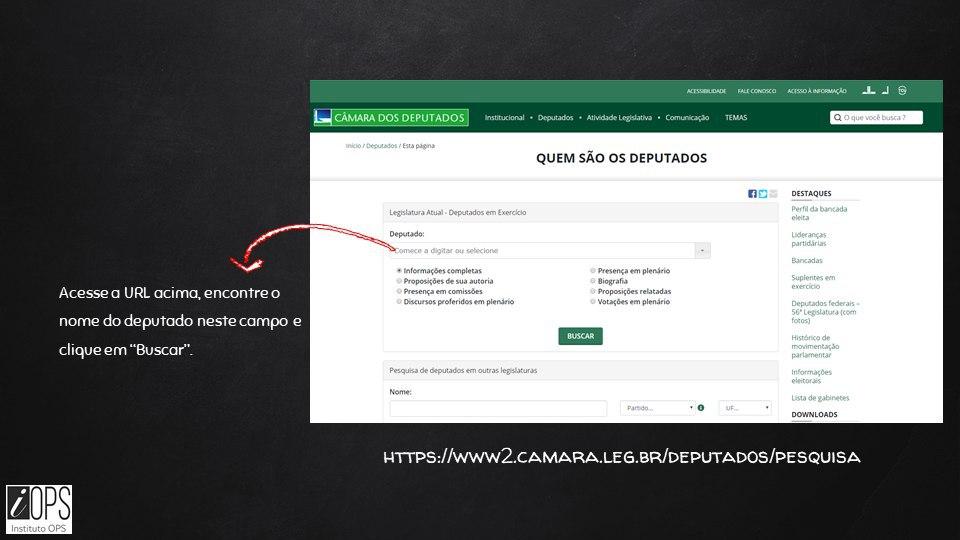 ACESSIBILIDADE FALE CONOSCO ACESSO À INFORMAÇÃO
CÂMARA DOS DEPUTADOS Institucional • Deputados • Atividade Legislativa • Comunicação TEMAS O que você busca ?
Início / Deputados / Esta página
QUEM SÃO OS DEPUTADOS
Legislatura Atual - Deputados em Exercício
Deputado:
Comece a digitar ou selecione
Informações completas
Proposições de sua autoria
Presença em comissões
Discursos proferidos em plenário
Presença em plenário
Biografia
Proposições relatadas
Votações em plenário
BUSCAR
Pesquisa de deputados em outras legislaturas
Nome:
Partido... UF...
DESTAQUES
Perfil da bancada
eleita
Lideranças
partidárias
Bancadas
Suplentes em
exercício
Deputados federais –
56ª Legislatura (com
fotos)
Histórico de
movimentação
parlamentar
Informações
eleitorais
Lista de gabinetes
DOWNLOADS
Acesse a URL acima, encontre o
nome do deputado neste campo e
clique em “Buscar”.
HTTPS://WWW2.CAMARA.LEG.BR/DEPUTADOS/PESQUISA
iOPS
Instituto OPS